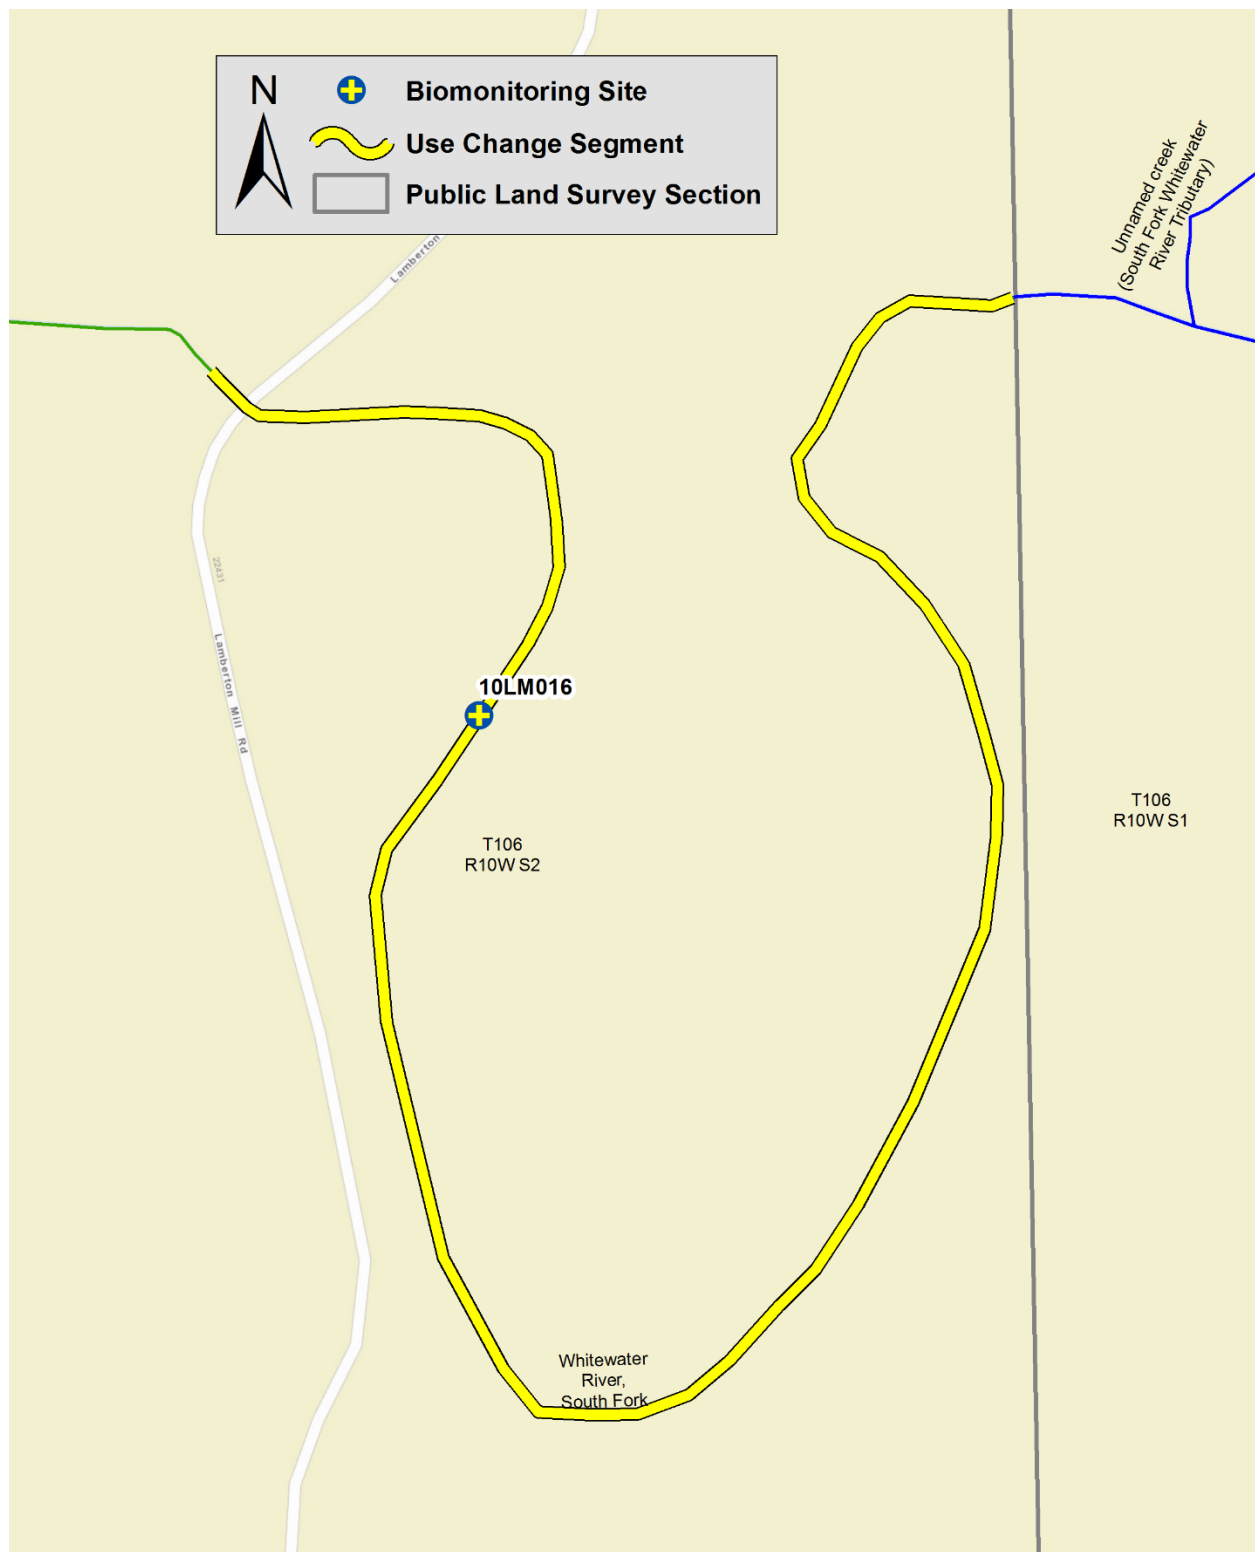 N
Biomonitoring Site
Use Change Segment
Public Land Survey Section
Unnamed creek
(South Fork Whitewater
River Tributary)
Lamberton
22431
Lamberton Mill Rd
10LM016
T106
R10W S1
T106
R10W S2
Whitewater
River,
South Fork